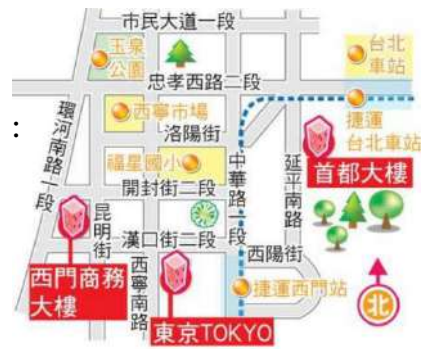 市民大道一段
玉泉
公園
台北
車站
忠孝西路二段
:
西寧市場
洛陽街
捷運
台北車站
環河南路一段
福星國小
中華路一段
延平南路
首都大樓
開封街二段
昆明街
漢口街二段
西陽街
西門商務
大樓
西寧南路
捷運西門站
東京TOKYO
北